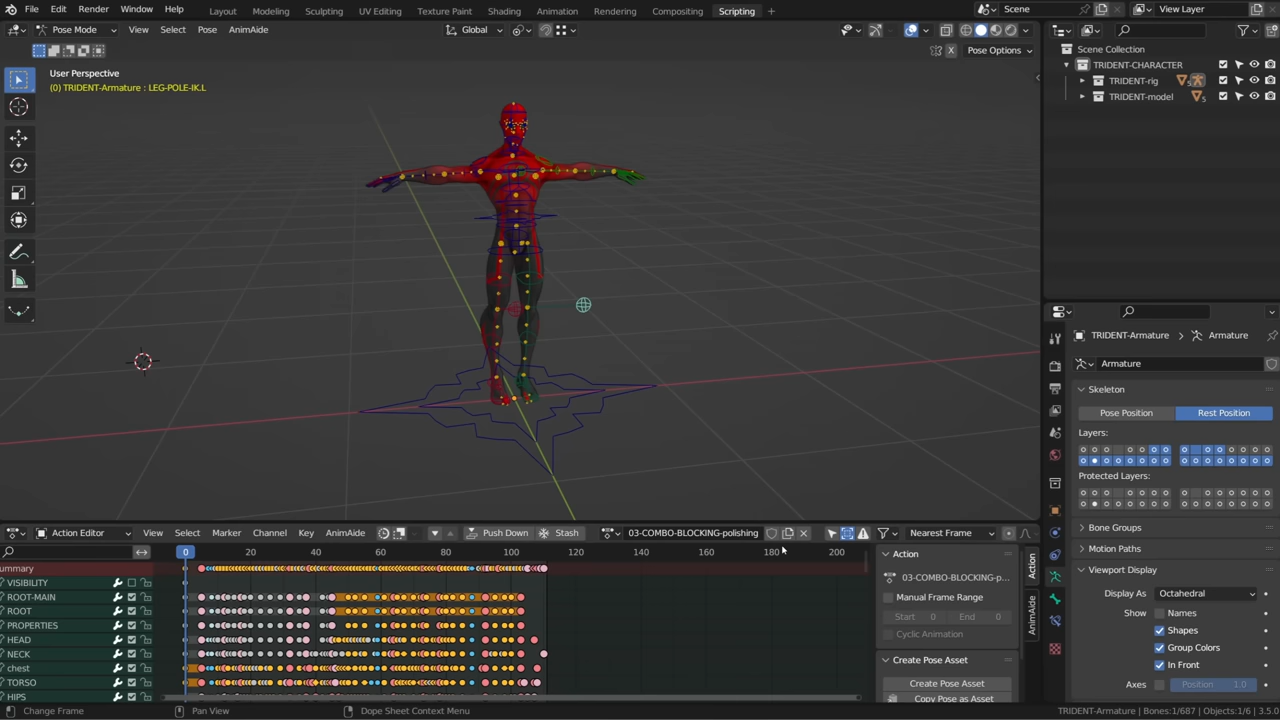 File Edit Render Window Help
Layout Modeling Sculpting UV Editing Texture Paint Shading Animation Rendering Compositing Scripting +
Scene View Layer
Pose Mode View Select Pose AnimAide
Global
X Pose Options
User Perspective
(0) TRIDENT-Armature : LEG-POLE-IK.L
Scene Collection
TRIDENT-CHARACTER
TRIDENT-rig
TRIDENT-model
TRIDENT-Armature Armature
Armature
Skeleton
Pose Position Rest Position
Layers:
Protected Layers:
Bone Groups
Motion Paths
Viewport Display
Display As Octahedral
Show Names
Shapes
Group Colors
In Front
Axes Position 1.0
Action Editor View Select Marker Channel Key AnimAide Push Down Stash 03-COMBO-BLOCKING-polishing Nearest Frame
0 20 40 60 80 100 120 140 160 180 200
ummary
VISIBILITY
ROOT-MAIN
ROOT
PROPERTIES
HEAD
NECK
chest
TORSO
HIPS
Action
03-COMBO-BLOCKING-p...
Manual Frame Range
Start 0 End 0
Cyclic Animation
Create Pose Asset
Create Pose Asset
Copy Pose as Asset
Action
AnimAide
Change Frame Pan View Dope Sheet Context Menu TRIDENT-Armature | Bones:1/687 | Objects:1/6 | 3.5.0